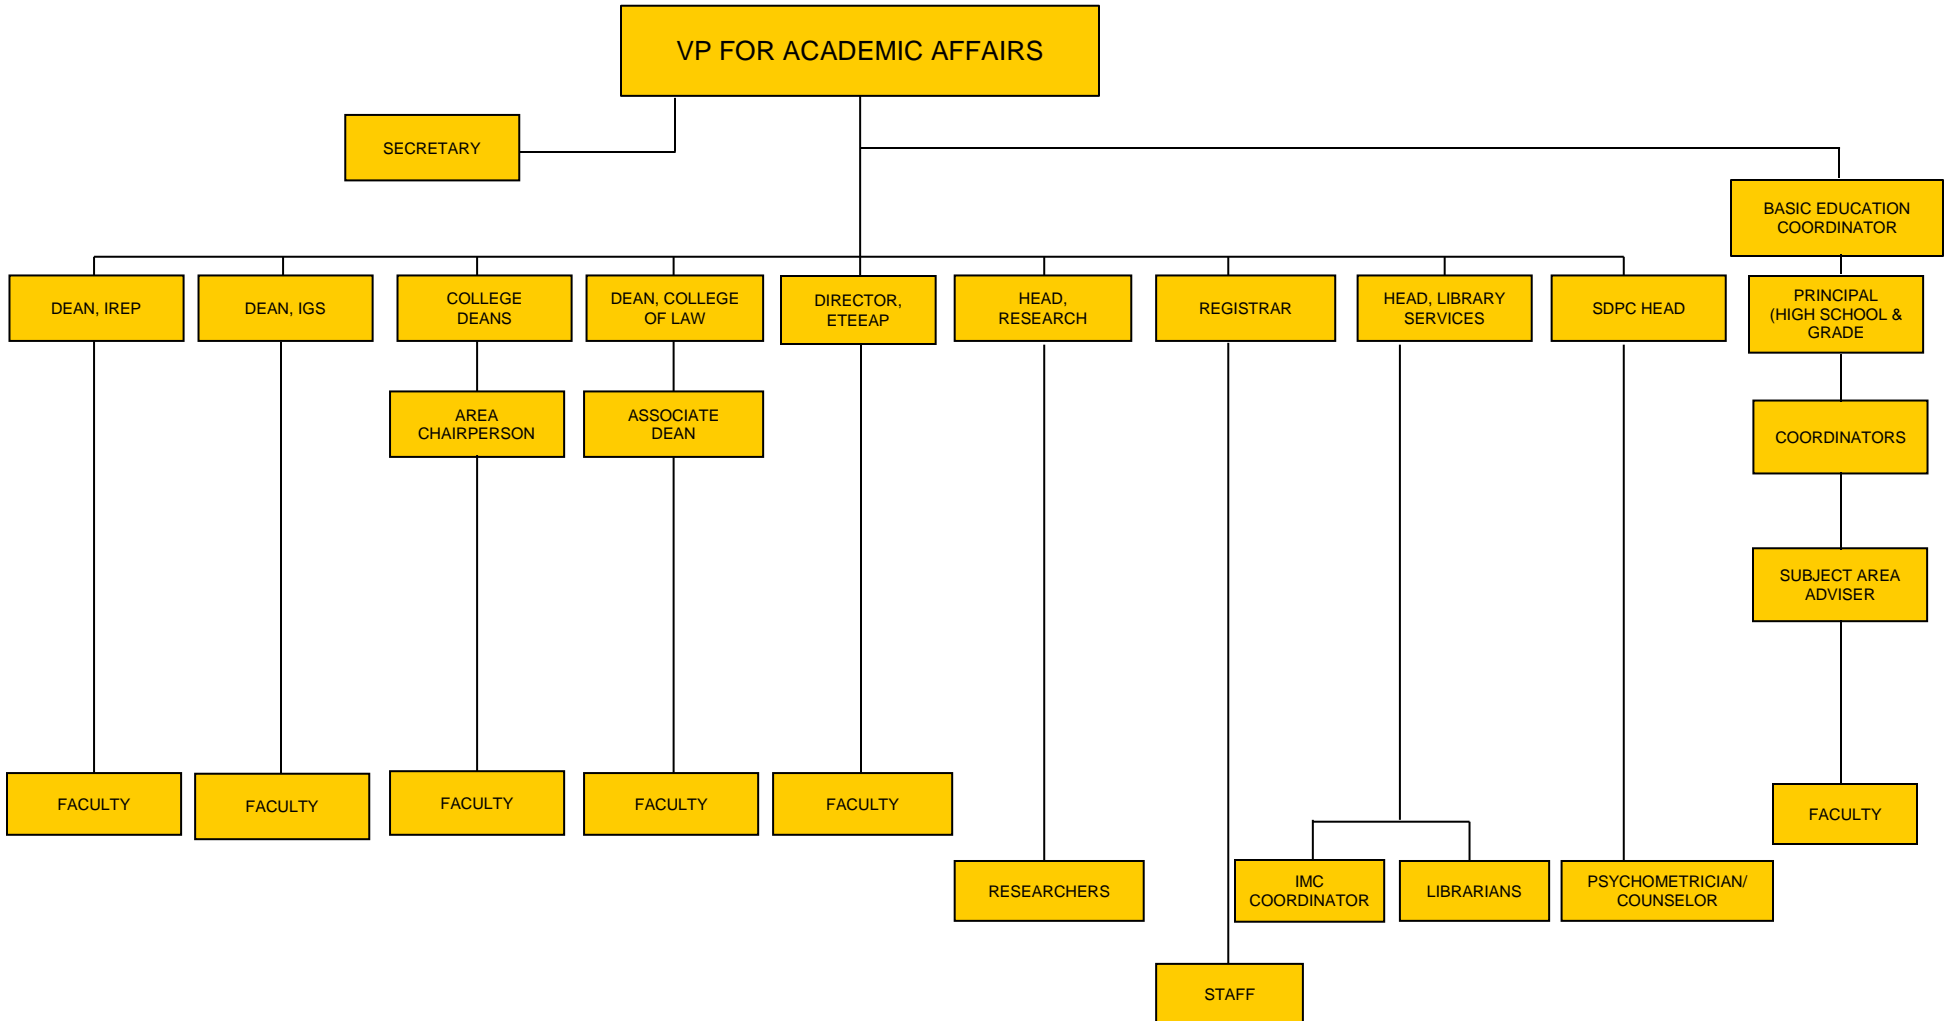 VP FOR ACADEMIC AFFAIRS
SECRETARY
BASIC EDUCATION
COORDINATOR
DEAN, IREP
DEAN, IGS
COLLEGE
DEANS
DEAN, COLLEGE
OF LAW
DIRECTOR,
ETEEAP
HEAD,
RESEARCH
REGISTRAR
HEAD, LIBRARY
SERVICES
SDPC HEAD
PRINCIPAL
(HIGH SCHOOL &
GRADE
AREA
CHAIRPERSON
ASSOCIATE
DEAN
COORDINATORS
SUBJECT AREA
ADVISER
FACULTY
FACULTY
FACULTY
FACULTY
FACULTY
FACULTY
RESEARCHERS
IMC
COORDINATOR
LIBRARIANS
PSYCHOMETRICIAN/
COUNSELOR
STAFF